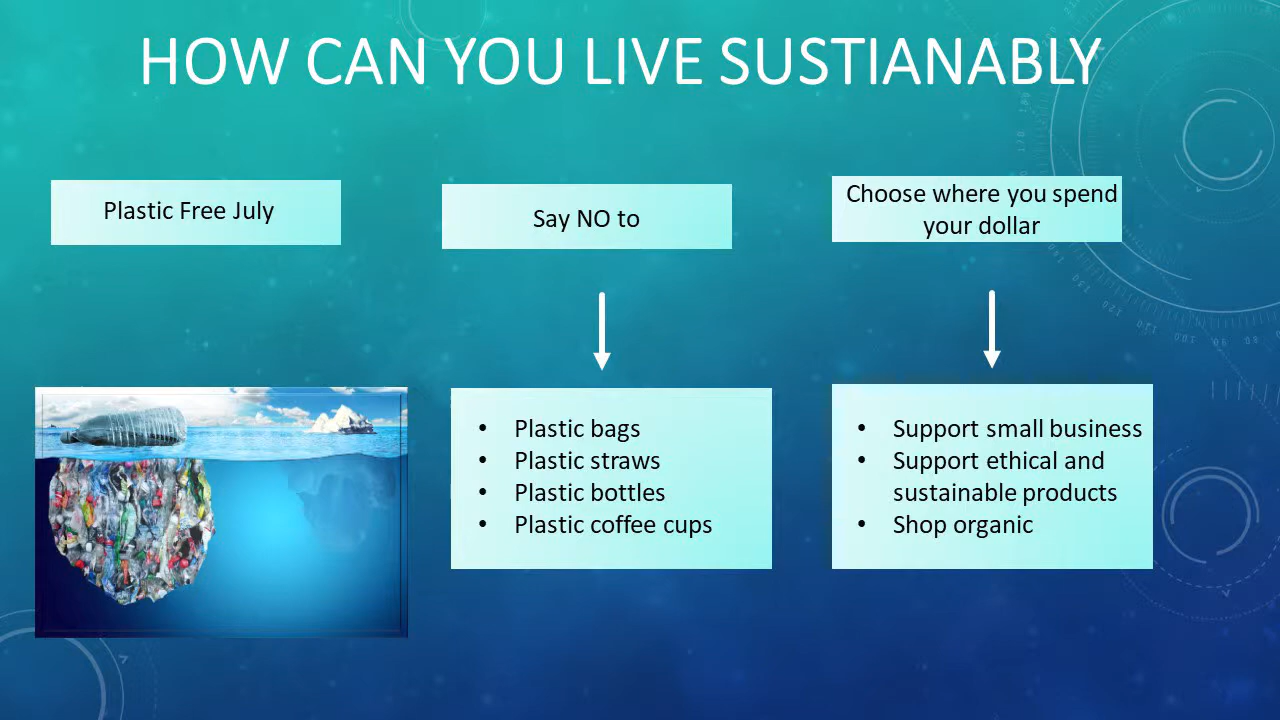 HOW CAN YOU LIVE SUSTIANABLY
Plastic Free July
Say NO to
• Plastic bags
• Plastic straws
• Plastic bottles
• Plastic coffee cups
Choose where you spend
your dollar
• Support small business
• Support ethical and
sustainable products
• Shop organic